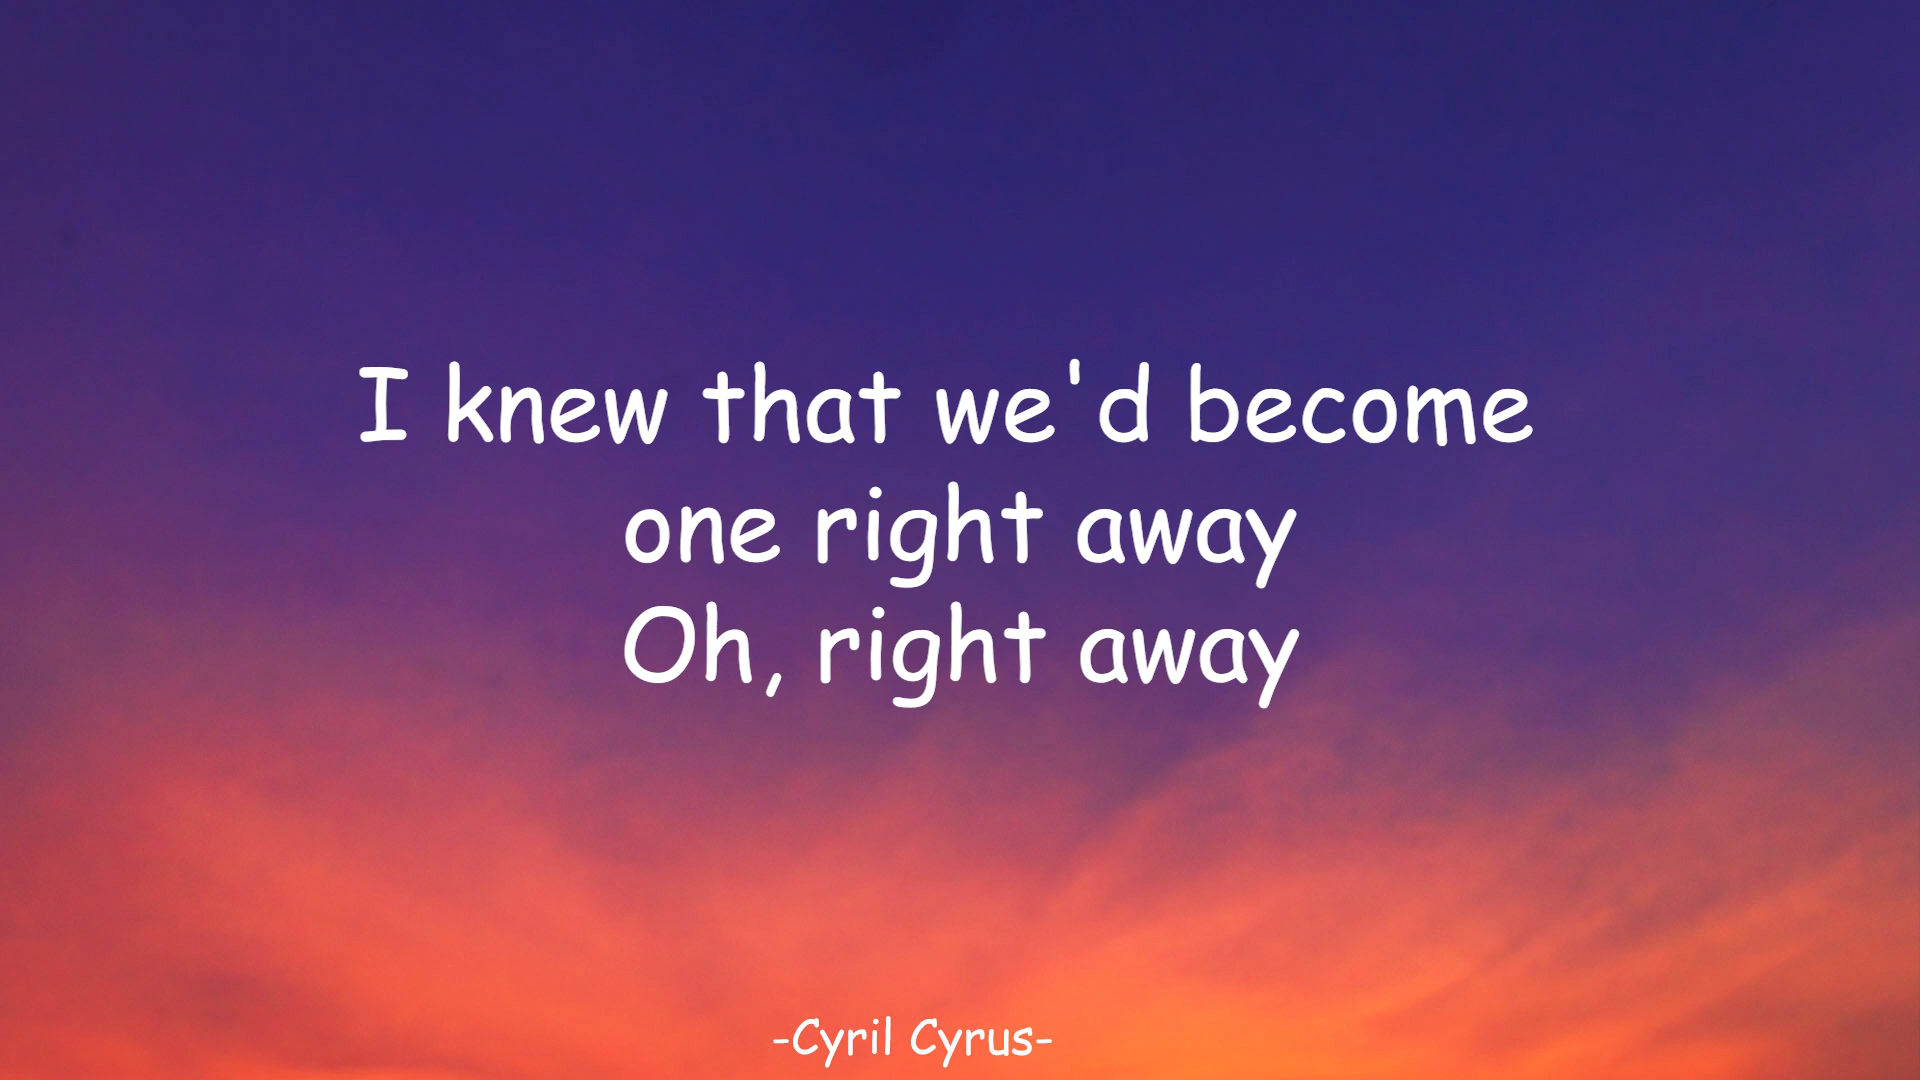 I knew that we'd become
one right away
Oh, right away
-Cyril Cyrus-